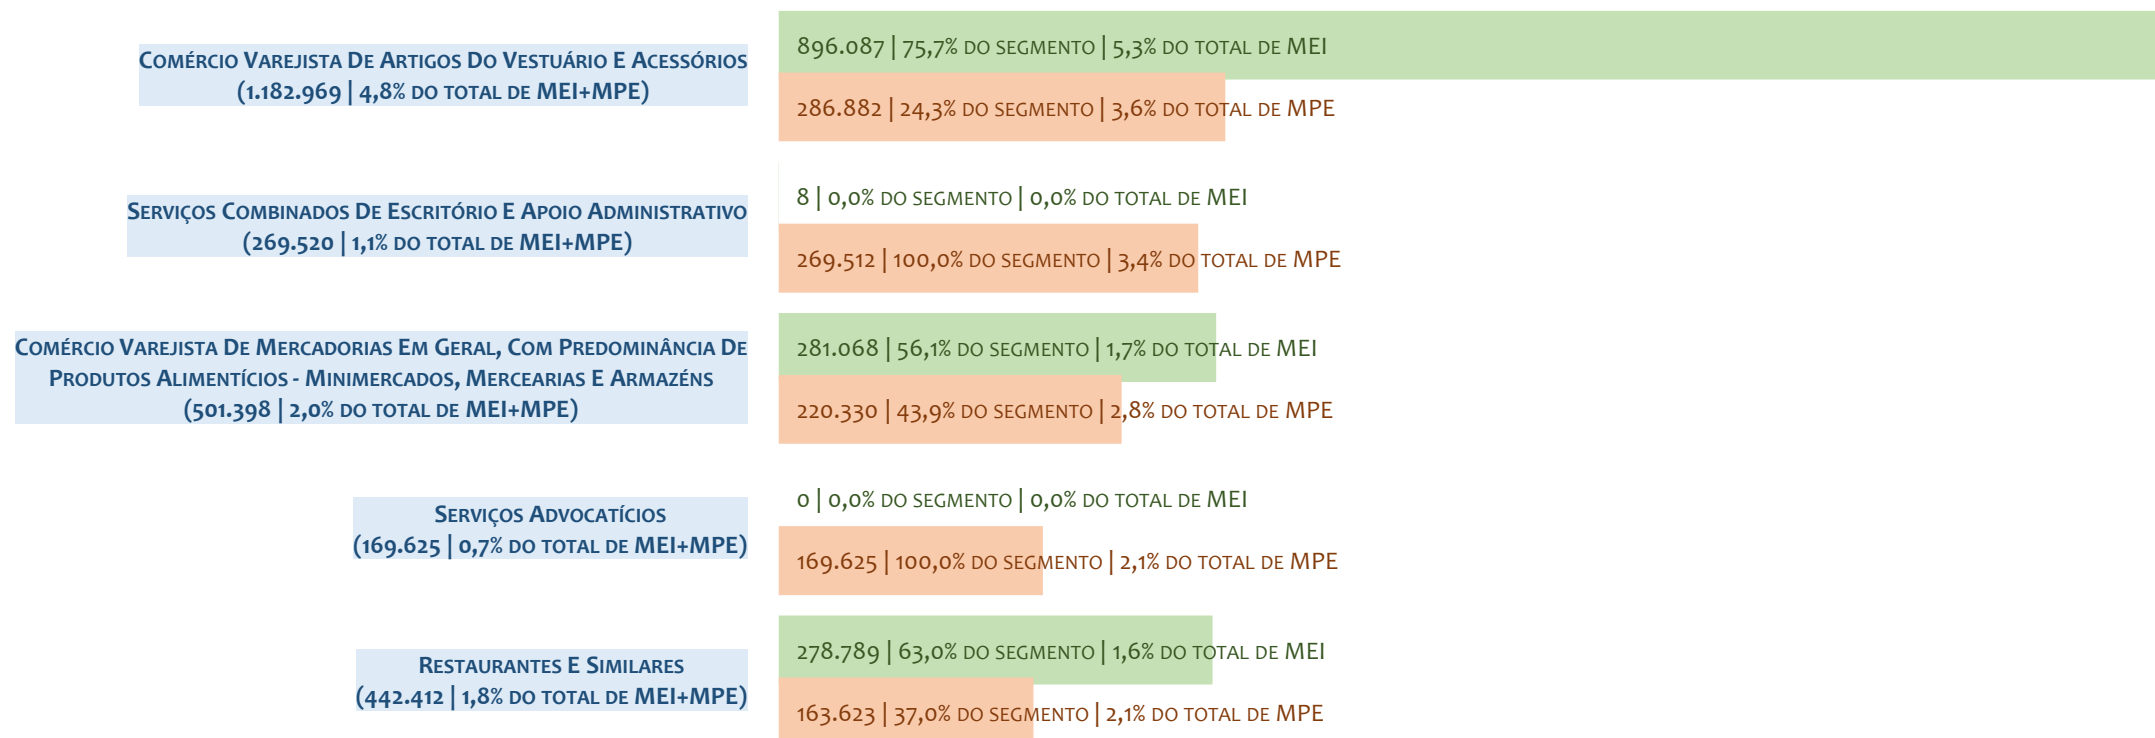 Comércio Varejista De Artigos Do Vestuário E Acessórios
(1.182.969 | 4,8% do total de MEI+MPE)
896.087 | 75,7% do segmento | 5,3% do total de MEI
286.882 | 24,3% do segmento | 3,6% do total de MPE
Serviços Combinados De Escritório E Apoio Administrativo
(269.520 | 1,1% do total de MEI+MPE)
8 | 0,0% do segmento | 0,0% do total de MEI
269.512 | 100,0% do segmento | 3,4% do total de MPE
Comércio Varejista De Mercadorias Em Geral, Com Predominância De
Produtos Alimentícios - Minimercados, Mercearias E Armazéns
(501.398 | 2,0% do total de MEI+MPE)
281.068 | 56,1% do segmento | 1,7% do total de MEI
220.330 | 43,9% do segmento | 2,8% do total de MPE
Serviços Advocatícios
(169.625 | 0,7% do total de MEI+MPE)
0 | 0,0% do segmento | 0,0% do total de MEI
169.625 | 100,0% do segmento | 2,1% do total de MPE
Restaurantes E Similares
(442.412 | 1,8% do total de MEI+MPE)
278.789 | 63,0% do segmento | 1,6% do total de MEI
163.623 | 37,0% do segmento | 2,1% do total de MPE